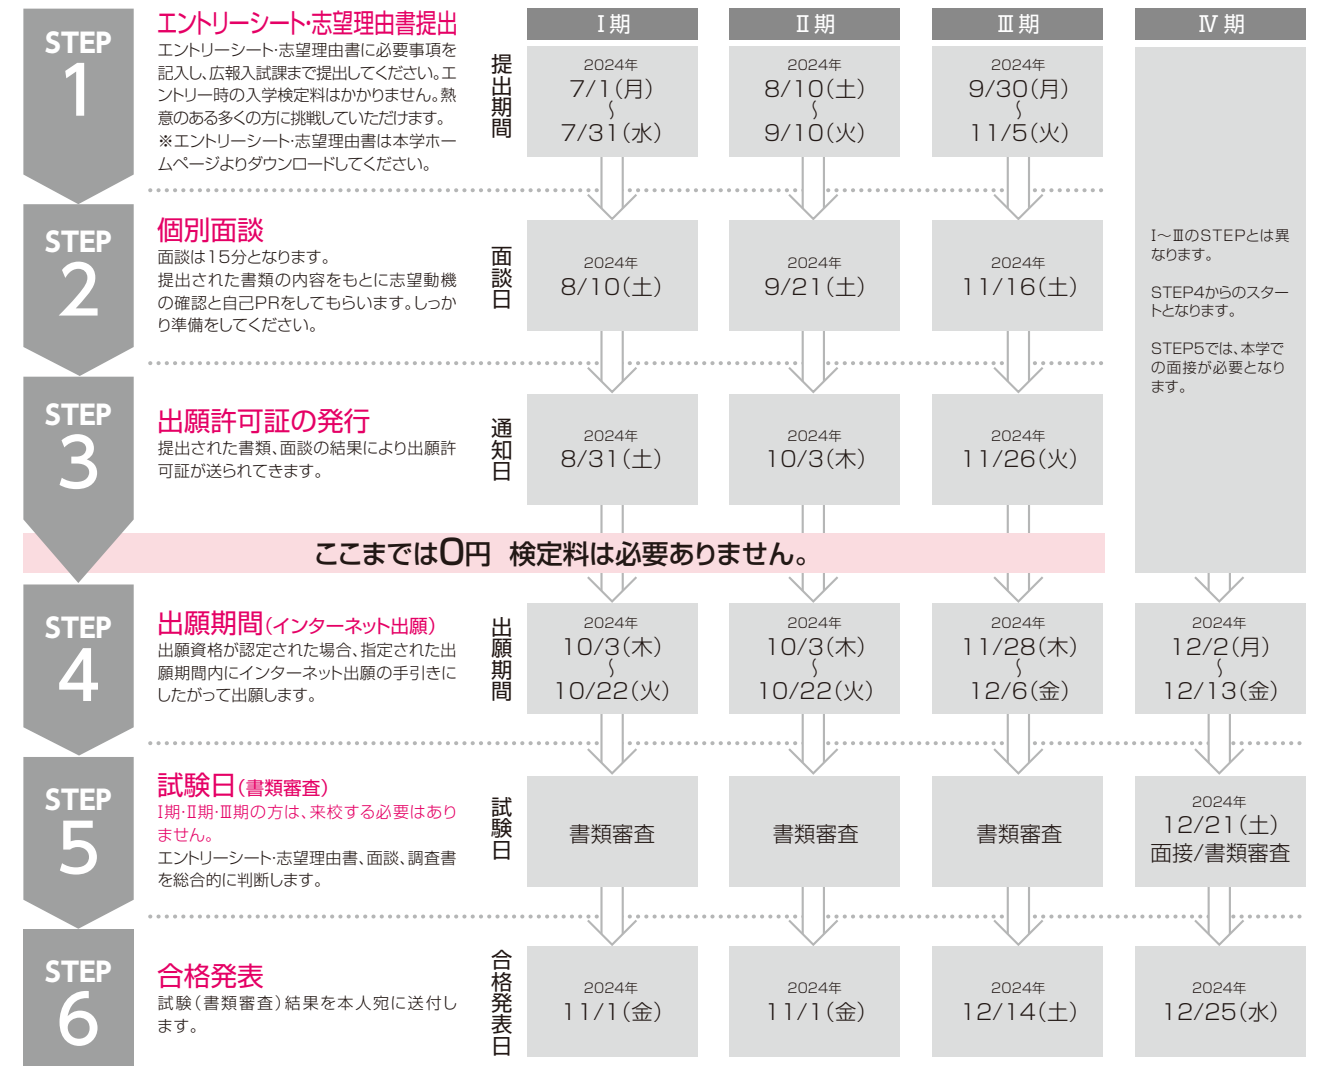 Ⅰ期
Ⅱ期
Ⅲ期
Ⅳ期
STEP
1
エントリーシート・志望理由書提出
エントリーシート・志望理由書に必要事項を
記入し、広報入試課まで提出してください。エ
ントリー時の入学検定料はかかりません。熱
意のある多くの方に挑戦していただけます。
※エントリーシート・志望理由書は本学ホー
ムページよりダウンロードしてください。
提出期間
2024年
7/1(月)
〜
7/31(水)
2024年
8/10(土)
〜
9/10(火)
2024年
9/30(月)
〜
11/5(火)
Ⅰ〜ⅢのSTEPとは異
なります。
STEP4からのスター
トとなります。
STEP5では、本学で
の面接が必要となり
ます。
STEP
2
個別面談
面談は15分となります。
提出された書類の内容をもとに志望動機
の確認と自己PRをしてもらいます。しっか
り準備をしてください。
面談日
2024年
8/10(土)
2024年
9/21(土)
2024年
11/16(土)
STEP
3
出願許可証の発行
提出された書類、面談の結果により出願許
可証が送られてきます。
通知日
2024年
8/31(土)
2024年
10/3(木)
2024年
11/26(火)
ここまでは0円 検定料は必要ありません。
STEP
4
出願期間(インターネット出願)
出願資格が認定された場合、指定された出
願期間内にインターネット出願の手引きに
したがって出願します。
出願期間
2024年
10/3(木)
〜
10/22(火)
2024年
10/3(木)
〜
10/22(火)
2024年
11/28(木)
〜
12/6(金)
2024年
12/2(月)
〜
12/13(金)
STEP
5
試験日(書類審査)
Ⅰ期・Ⅱ期・Ⅲ期の方は、来校する必要はあり
ません。
エントリーシート・志望理由書、面談、調査書
を総合的に判断します。
試験日
書類審査
書類審査
書類審査
2024年
12/21(土)
面接/書類審査
STEP
6
合格発表
試験(書類審査)結果を本人宛に送付し
ます。
合格発表日
2024年
11/1(金)
2024年
11/1(金)
2024年
12/14(土)
2024年
12/25(水)